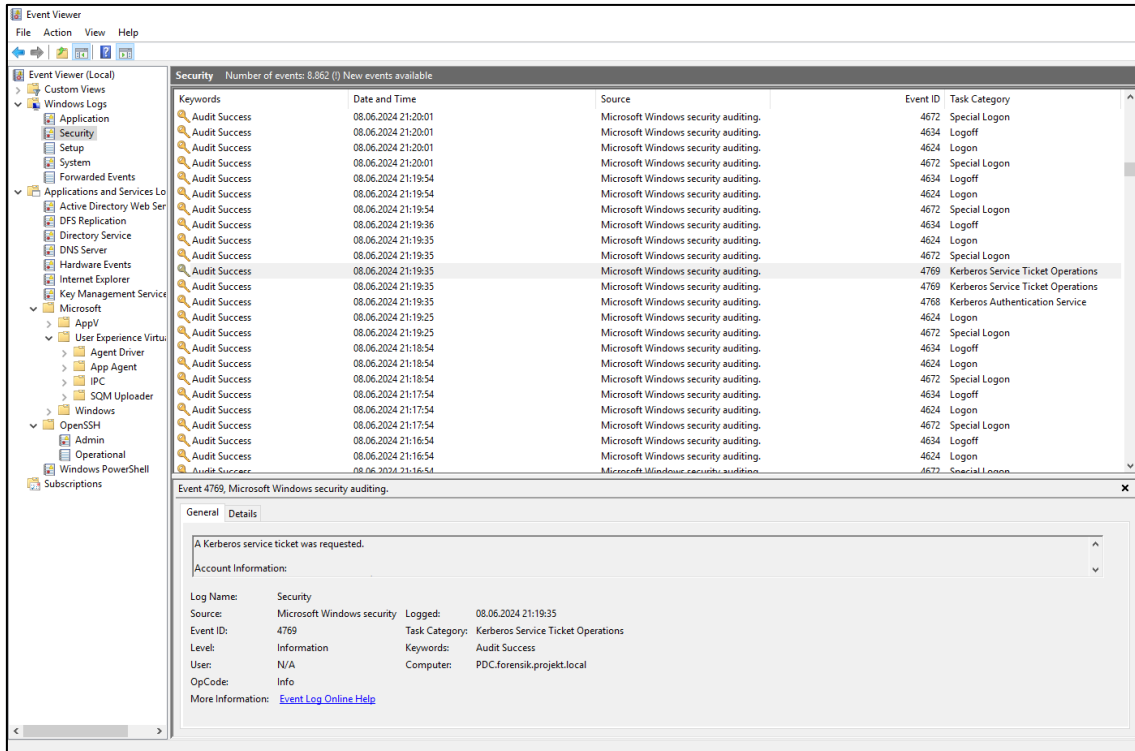 Event Viewer
File Action View Help
Event Viewer (Local)
Custom Views
Windows Logs
Application
Security
Setup
System
Forwarded Events
Applications and Services Lo
Active Directory Web Ser
DFS Replication
Directory Service
DNS Server
Hardware Events
Internet Explorer
Key Management Service
Microsoft
AppV
User Experience Virtua
Agent Driver
App Agent
IPC
SQM Uploader
Windows
OpenSSH
Admin
Operational
Windows PowerShell
Subscriptions
Security Number of events: 8.862 (!) New events available
Keywords Date and Time Source Event ID Task Category
Audit Success 08.06.2024 21:20:01 Microsoft Windows security auditing. 4672 Special Logon
Audit Success 08.06.2024 21:20:01 Microsoft Windows security auditing. 4634 Logoff
Audit Success 08.06.2024 21:20:01 Microsoft Windows security auditing. 4624 Logon
Audit Success 08.06.2024 21:20:01 Microsoft Windows security auditing. 4672 Special Logon
Audit Success 08.06.2024 21:19:54 Microsoft Windows security auditing. 4634 Logoff
Audit Success 08.06.2024 21:19:54 Microsoft Windows security auditing. 4624 Logon
Audit Success 08.06.2024 21:19:54 Microsoft Windows security auditing. 4672 Special Logon
Audit Success 08.06.2024 21:19:36 Microsoft Windows security auditing. 4634 Logoff
Audit Success 08.06.2024 21:19:35 Microsoft Windows security auditing. 4624 Logon
Audit Success 08.06.2024 21:19:35 Microsoft Windows security auditing. 4672 Special Logon
Audit Success 08.06.2024 21:19:35 Microsoft Windows security auditing. 4769 Kerberos Service Ticket Operations
Audit Success 08.06.2024 21:19:35 Microsoft Windows security auditing. 4769 Kerberos Service Ticket Operations
Audit Success 08.06.2024 21:19:35 Microsoft Windows security auditing. 4768 Kerberos Authentication Service
Audit Success 08.06.2024 21:19:25 Microsoft Windows security auditing. 4624 Logon
Audit Success 08.06.2024 21:19:25 Microsoft Windows security auditing. 4672 Special Logon
Audit Success 08.06.2024 21:18:54 Microsoft Windows security auditing. 4634 Logoff
Audit Success 08.06.2024 21:18:54 Microsoft Windows security auditing. 4624 Logon
Audit Success 08.06.2024 21:18:54 Microsoft Windows security auditing. 4672 Special Logon
Audit Success 08.06.2024 21:17:54 Microsoft Windows security auditing. 4634 Logoff
Audit Success 08.06.2024 21:17:54 Microsoft Windows security auditing. 4624 Logon
Audit Success 08.06.2024 21:17:54 Microsoft Windows security auditing. 4672 Special Logon
Audit Success 08.06.2024 21:16:54 Microsoft Windows security auditing. 4634 Logoff
Audit Success 08.06.2024 21:16:54 Microsoft Windows security auditing. 4624 Logon
Audit Success 08.06.2024 21:16:54 Microsoft Windows security auditing. 4672 Special Logon
Event 4769, Microsoft Windows security auditing.
General Details
A Kerberos service ticket was requested.
Account Information:
Log Name: Security
Source: Microsoft Windows security Logged: 08.06.2024 21:19:35
Event ID: 4769 Task Category: Kerberos Service Ticket Operations
Level: Information Keywords: Audit Success
User: N/A Computer: PDC.forensik.projekt.local
OpCode: Info
More Information: Event Log Online Help